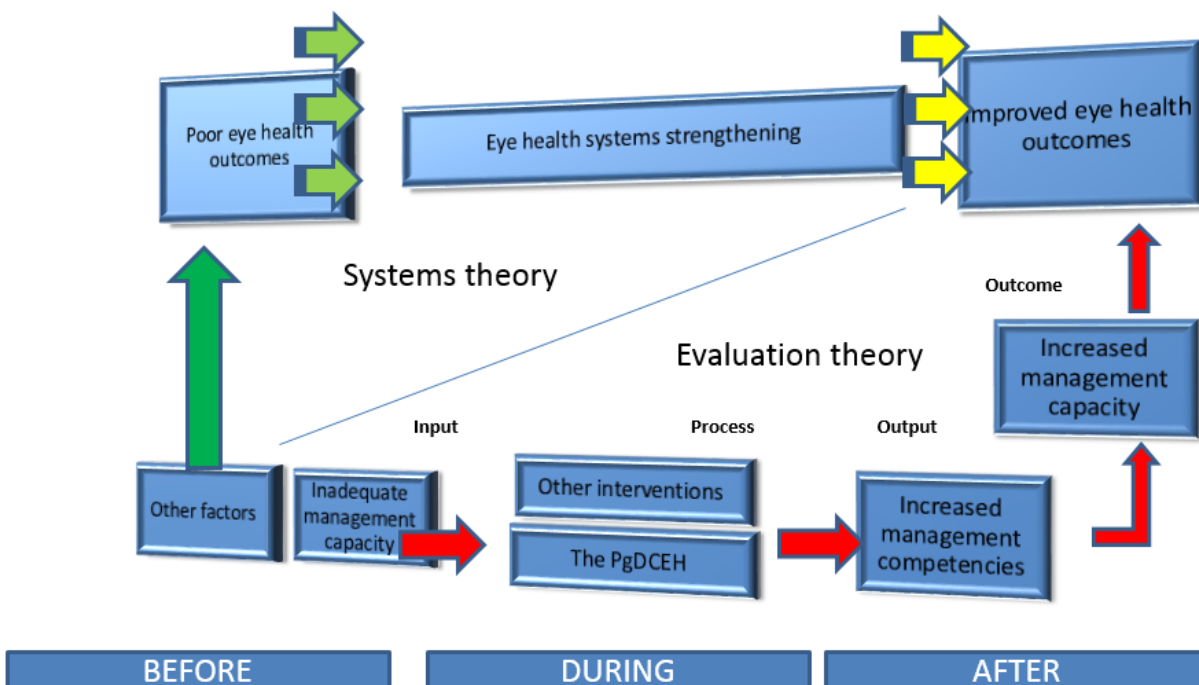 Poor eye health
outcomes
Eye health systems strengthening
Improved eye health
outcomes
Systems theory
Outcome
Evaluation theory
Increased
management
capacity
Input
Process
Output
Other factors
Inadequate
management
capacity
Other interventions
The PgDCEH
Increased
management
competencies
BEFORE
DURING
AFTER